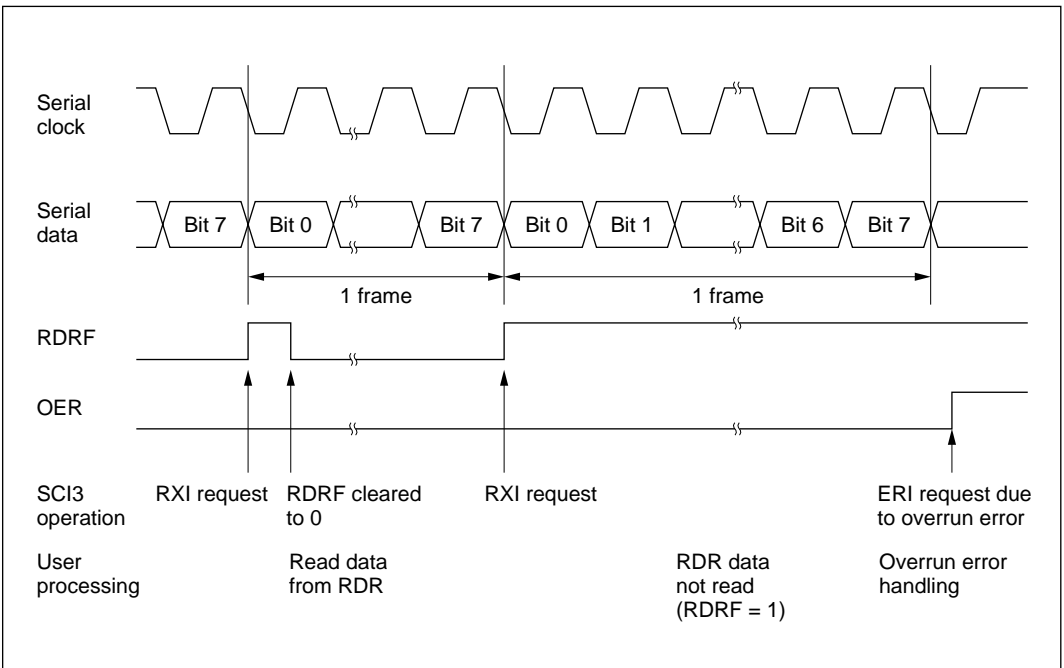 Serial
clock
Serial
data
Bit 7
Bit 0
Bit 7
Bit 0
Bit 1
Bit 6
Bit 7
1 frame
1 frame
RDRF
OER
SCI3
operation
RXI request
RDRF cleared
to 0
RXI request
ERI request due
to overrun error
User
processing
Read data
from RDR
RDR data
not read
(RDRF = 1)
Overrun error
handling